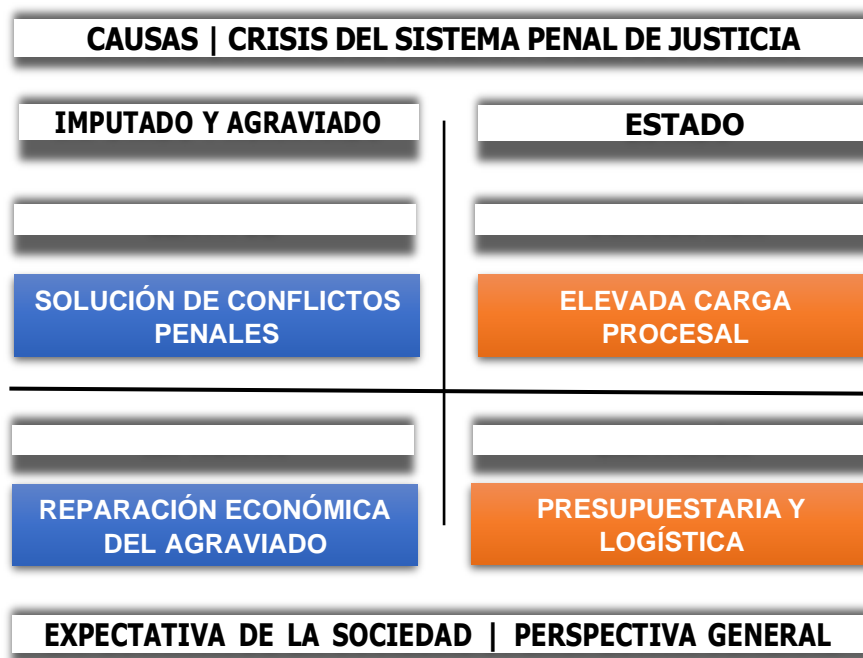 CAUSAS | CRISIS DEL SISTEMA PENAL DE JUSTICIA
IMPUTADO Y AGRAVIADO
ESTADO
SOLUCIÓN DE CONFLICTOS
PENALES
ELEVADA CARGA
PROCESAL
REPARACIÓN ECONÓMICA
DEL AGRAVIADO
PRESUPUESTARIA Y
LOGÍSTICA
EXPECTATIVA DE LA SOCIEDAD | PERSPECTIVA GENERAL